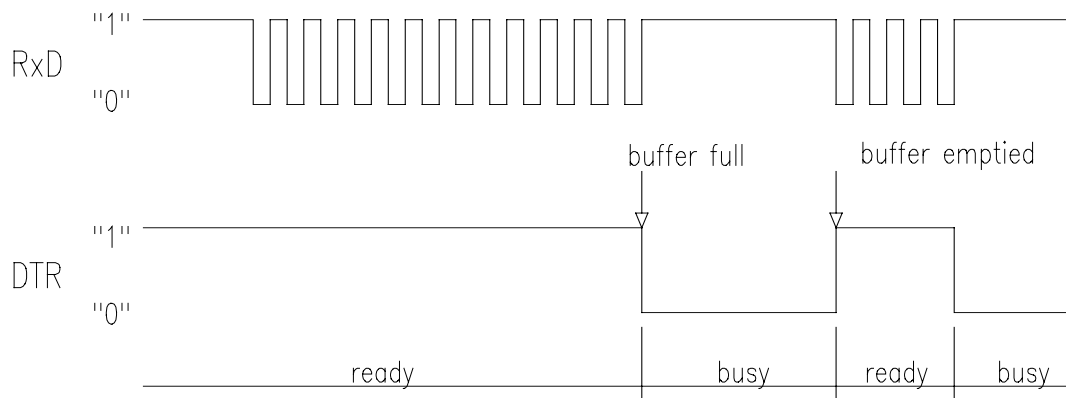 "1"
RxD
"0"
buffer full
buffer emptied
"1"
DTR
"0"
ready
busy
ready
busy